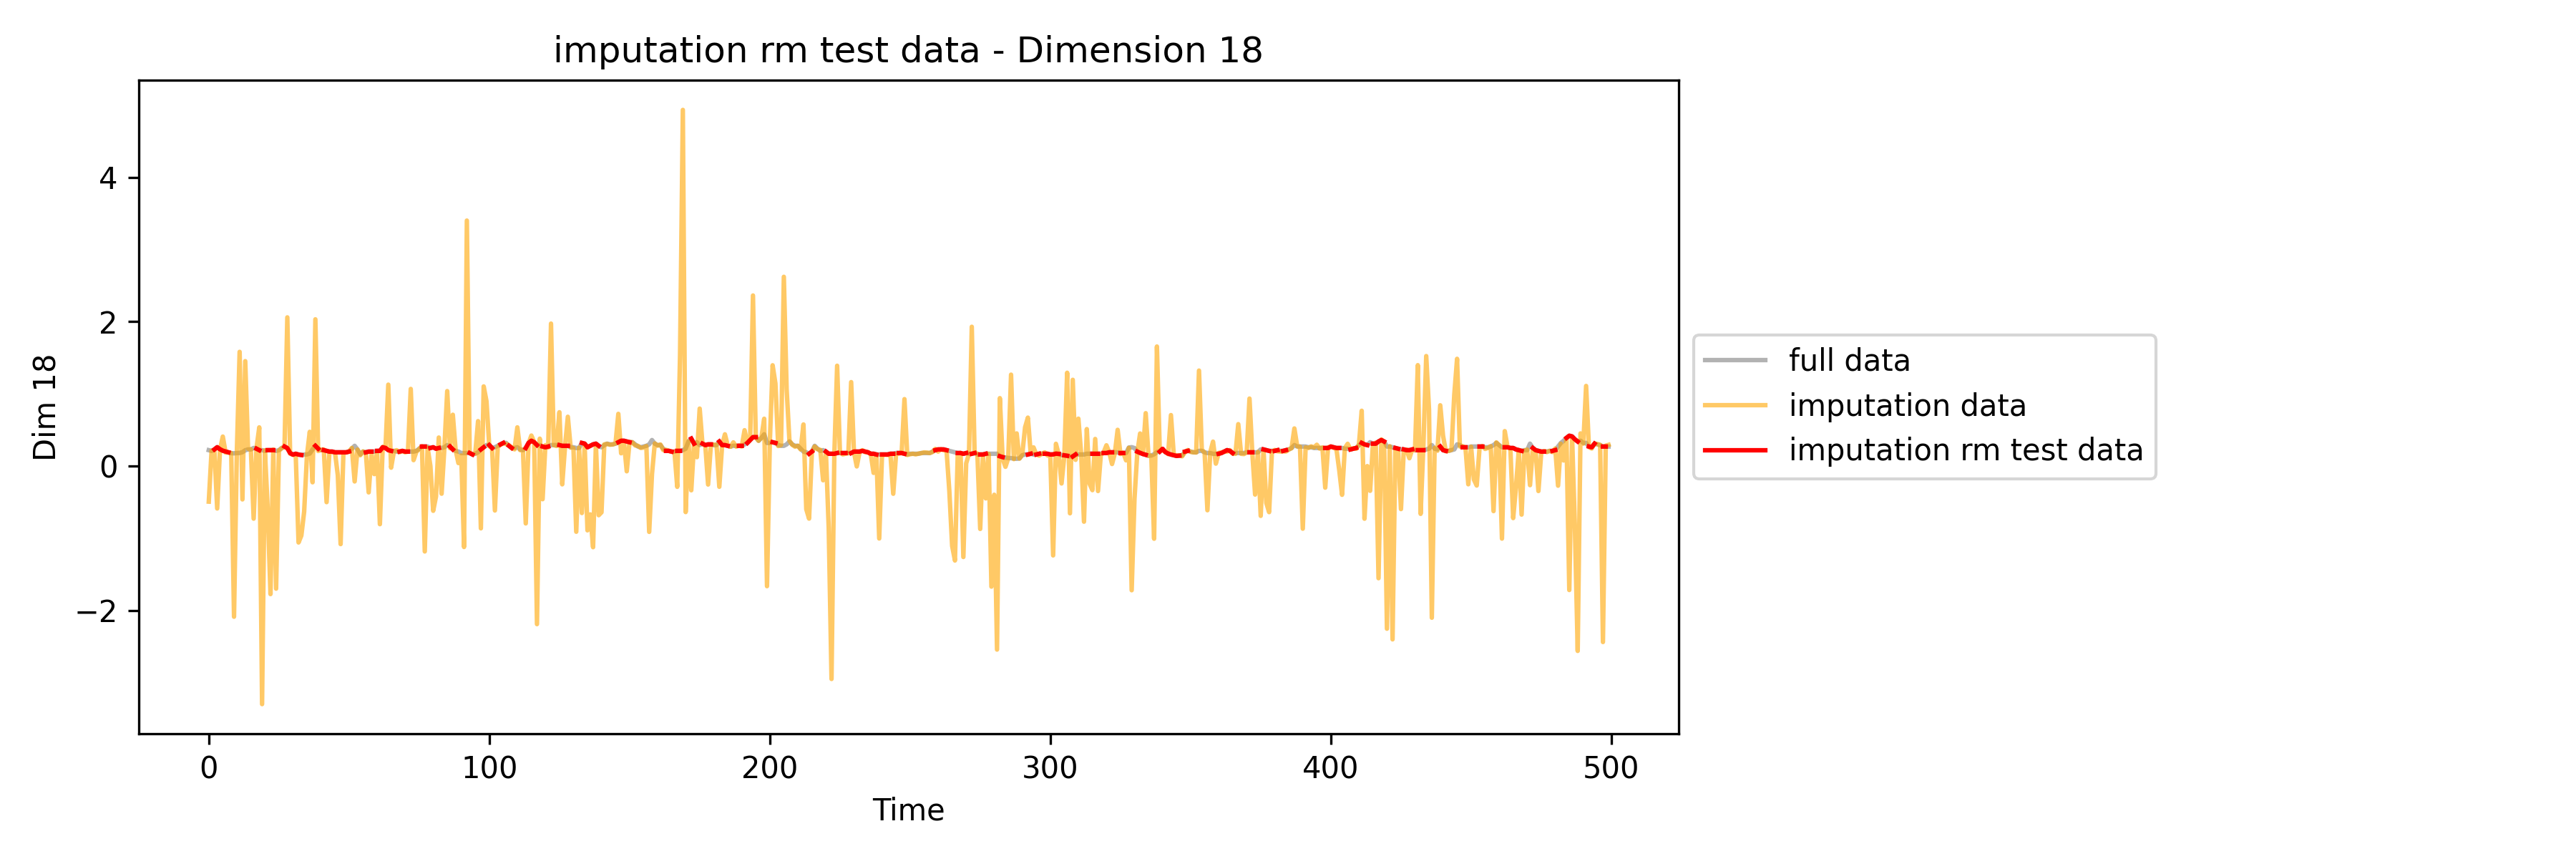 imputation rm test data - Dimension 18
Dim 18
4
2
0
−2
0 100 200 300 400 500
Time
full data
imputation data
imputation rm test data